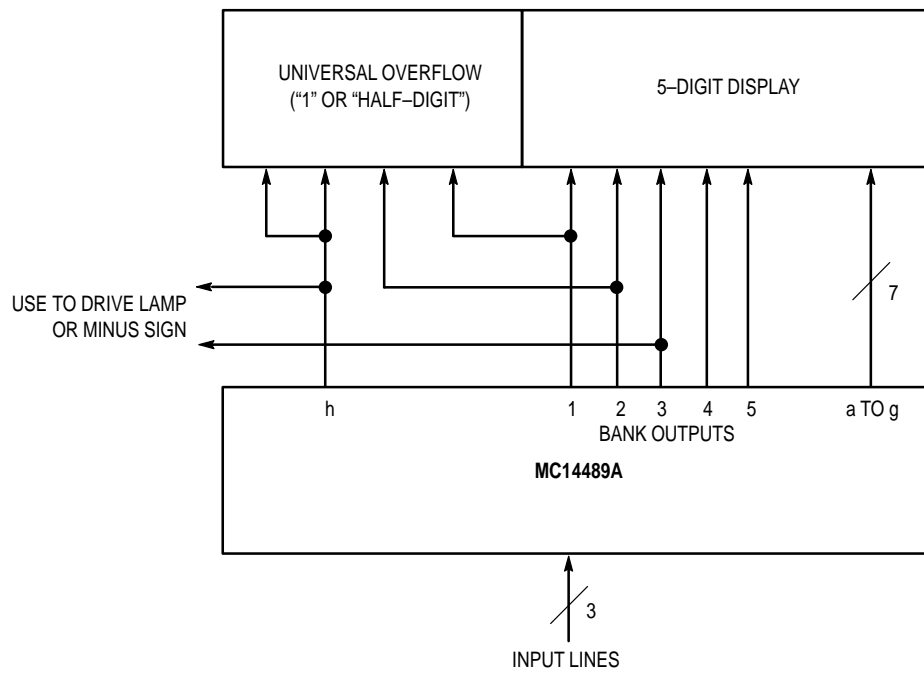 UNIVERSAL OVERFLOW
(“1” OR “HALF–DIGIT”)
5–DIGIT DISPLAY
7
USE TO DRIVE LAMP
OR MINUS SIGN
h
1 2 3 4 5
a TO g
BANK OUTPUTS
MC14489A
3
INPUT LINES